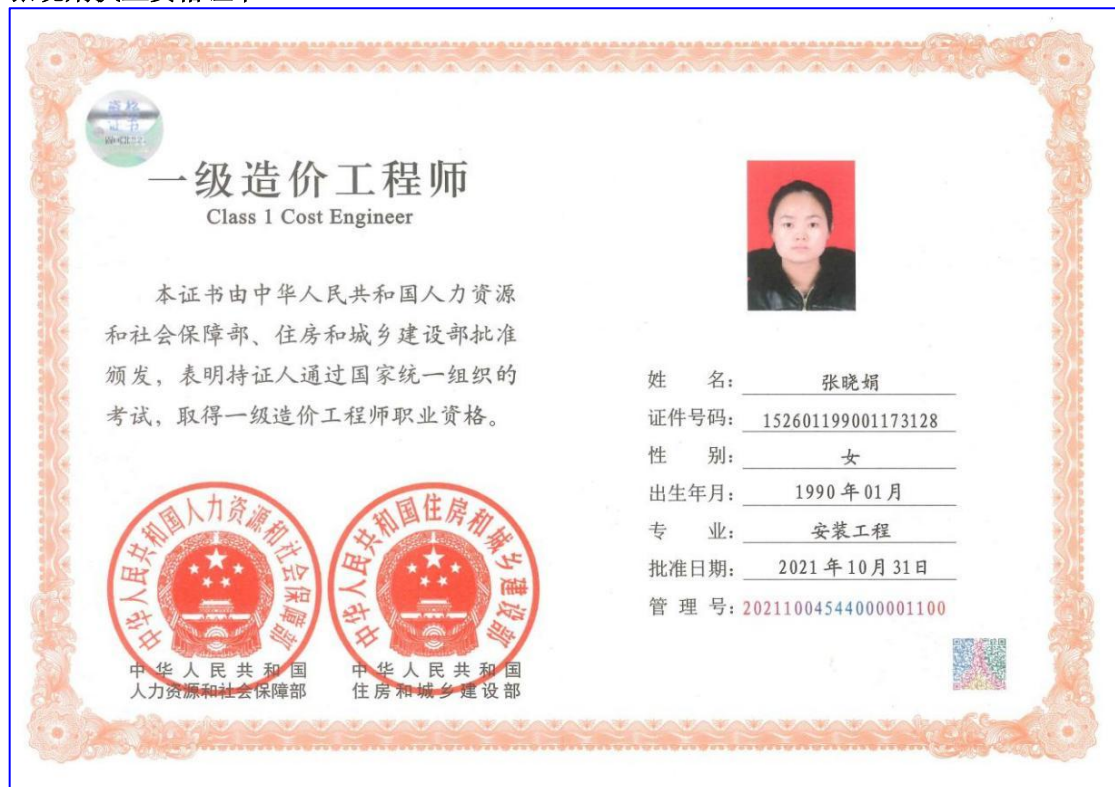 资格
证书
一级造价工程师
Class 1 Cost Engineer
本证书由中华人民共和国人力资源
和社会保障部、住房和城乡建设部批准
颁发，表明持证人通过国家统一组织的
考试，取得一级造价工程师职业资格。
中华人民共和国人力资源和社会保障部
中华人民共和国住房和城乡建设部
中华人民共和国
人力资源和社会保障部
中华人民共和国
住房和城乡建设部
姓 名： 张晓娟
证件号码： 152601199001173128
性 别： 女
出生年月： 1990年01月
专 业： 安装工程
批准日期： 2021年10月31日
管 理 号：20211004544000001100